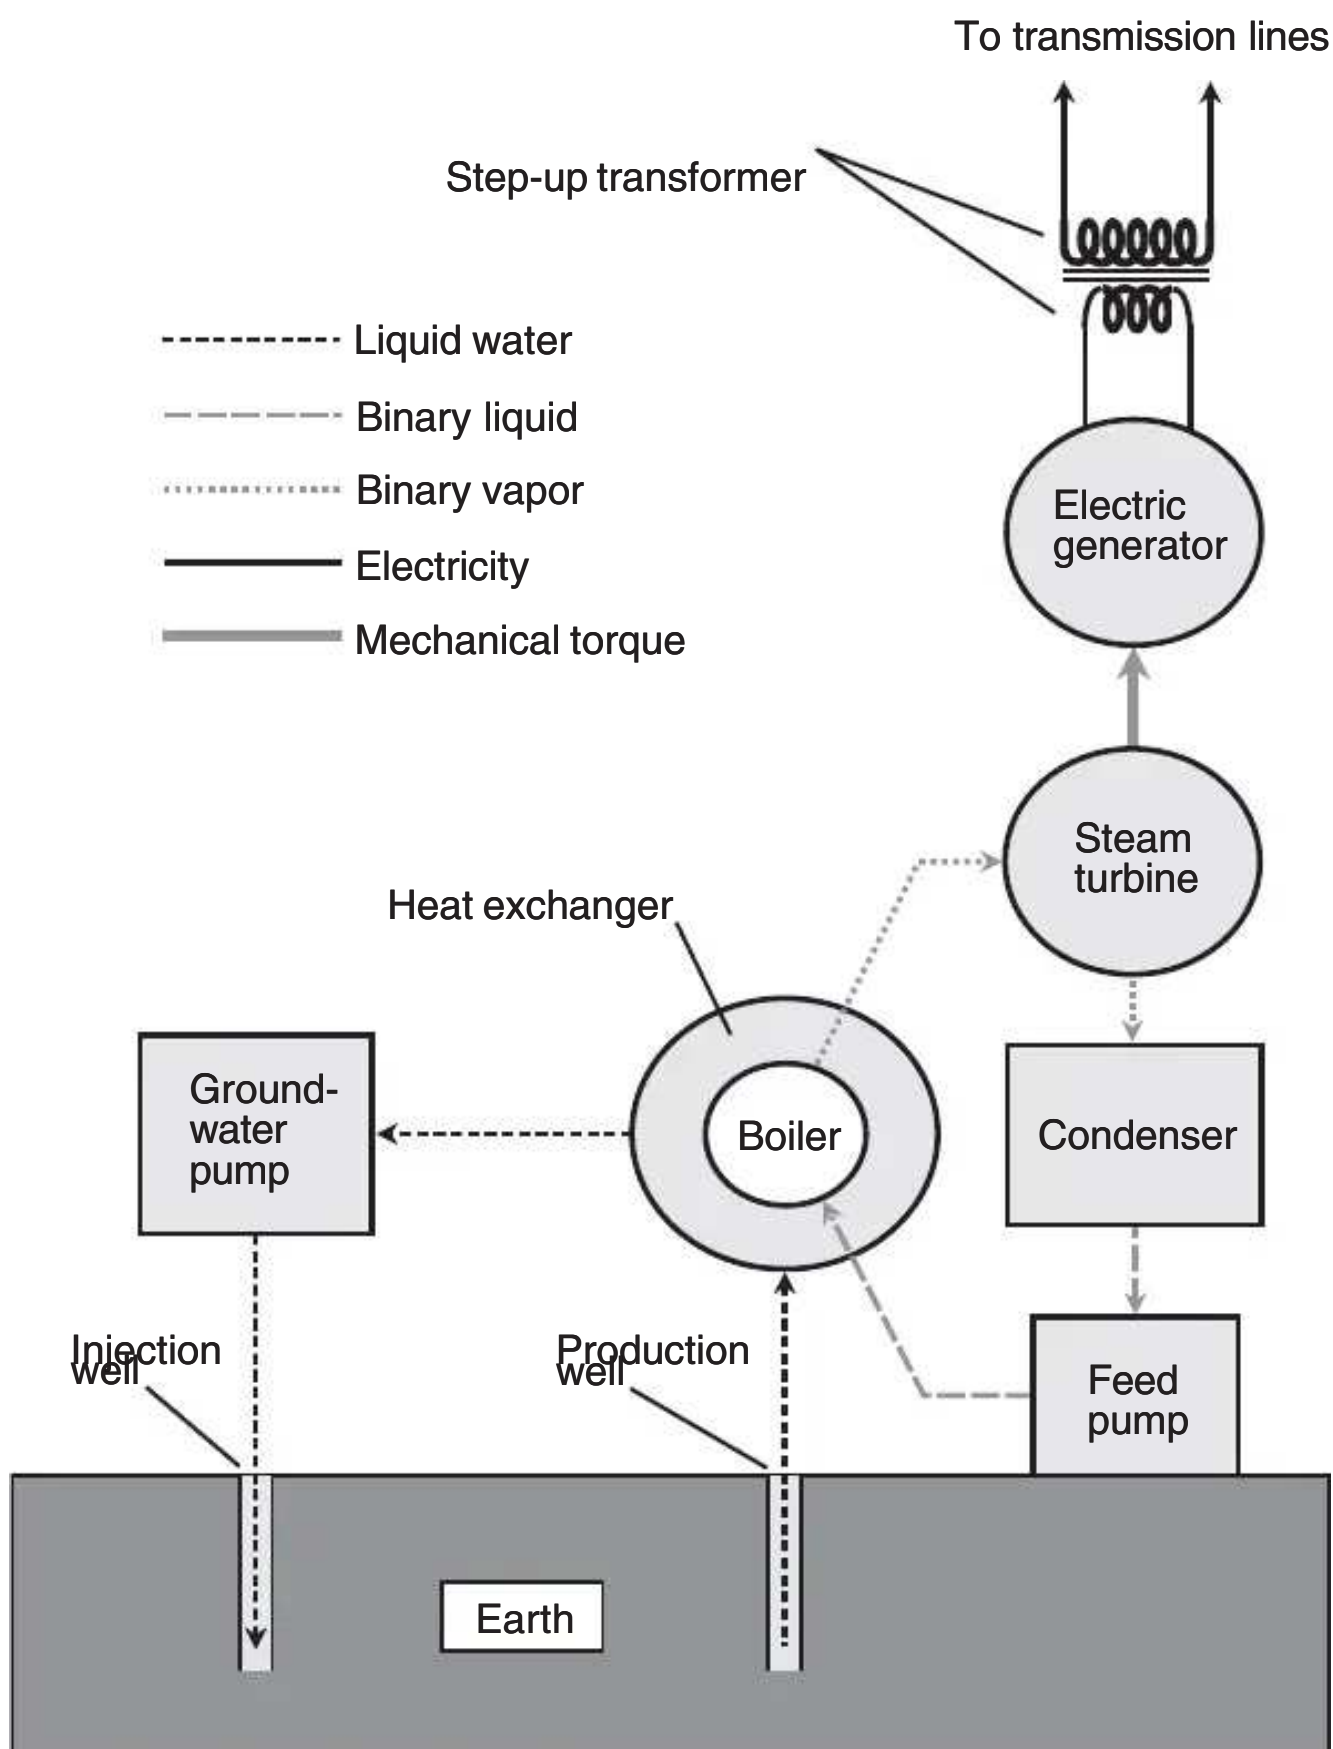 To transmission lines
Step-up transformer
Liquid water
Binary liquid
Binary vapor
Electricity
Mechanical torque
Electric
generator
Steam
turbine
Heat exchanger
Ground-
water
pump
Boiler
Condenser
Injection
well
Production
well
Feed
pump
Earth